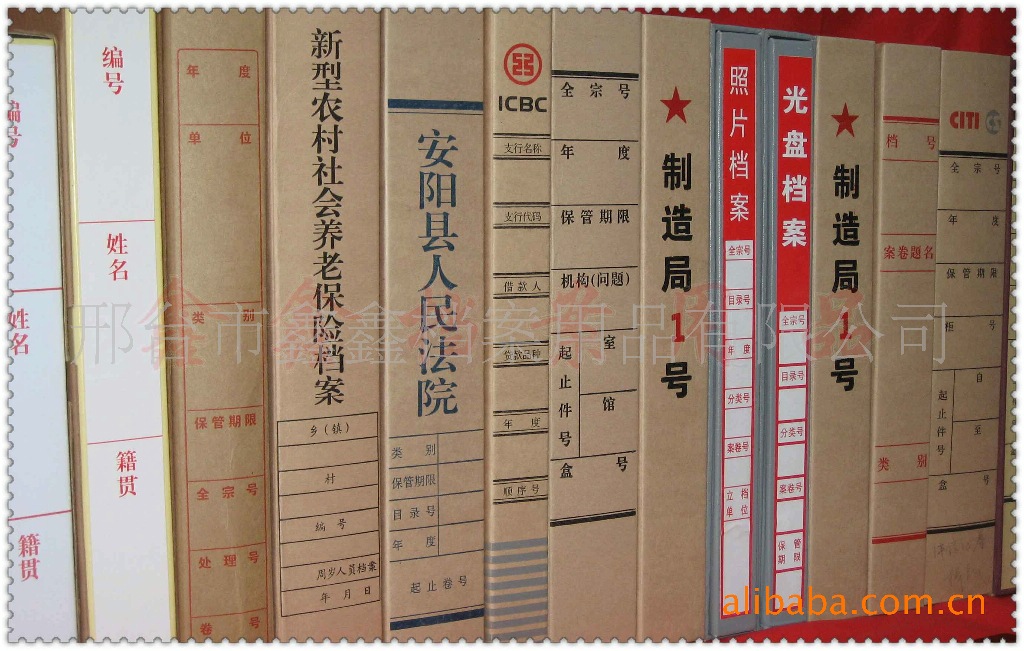 编号
姓名
籍贯
编号
姓名
籍贯
年度
单位
类别
保管期限
全宗号
处理号
卷号
新型农村社会养老保险档案
乡(镇)
村
编号
周岁人员档案
年月日
安阳县人民法院
类别
保管期限
目录号
年度
起止卷号
ICBC
支行名称
支行代码
借款人
贷款品种
年度
顺序号
全宗号
年度
保管期限
机构(问题)
起止件号
室
馆
盒号
制造局1号
照片档案
全宗号
目录号
年度
分类号
案卷号
立档单位
光盘档案
全宗号
目录号
分类号
案卷号
保管期限
制造局1号
档号
案卷题名
类别
CITI
全宗号
年度
保管期限
柜号
起止件号
自
至
盒号
邢台市鑫鑫档案用品有限公司
alibaba.com.cn